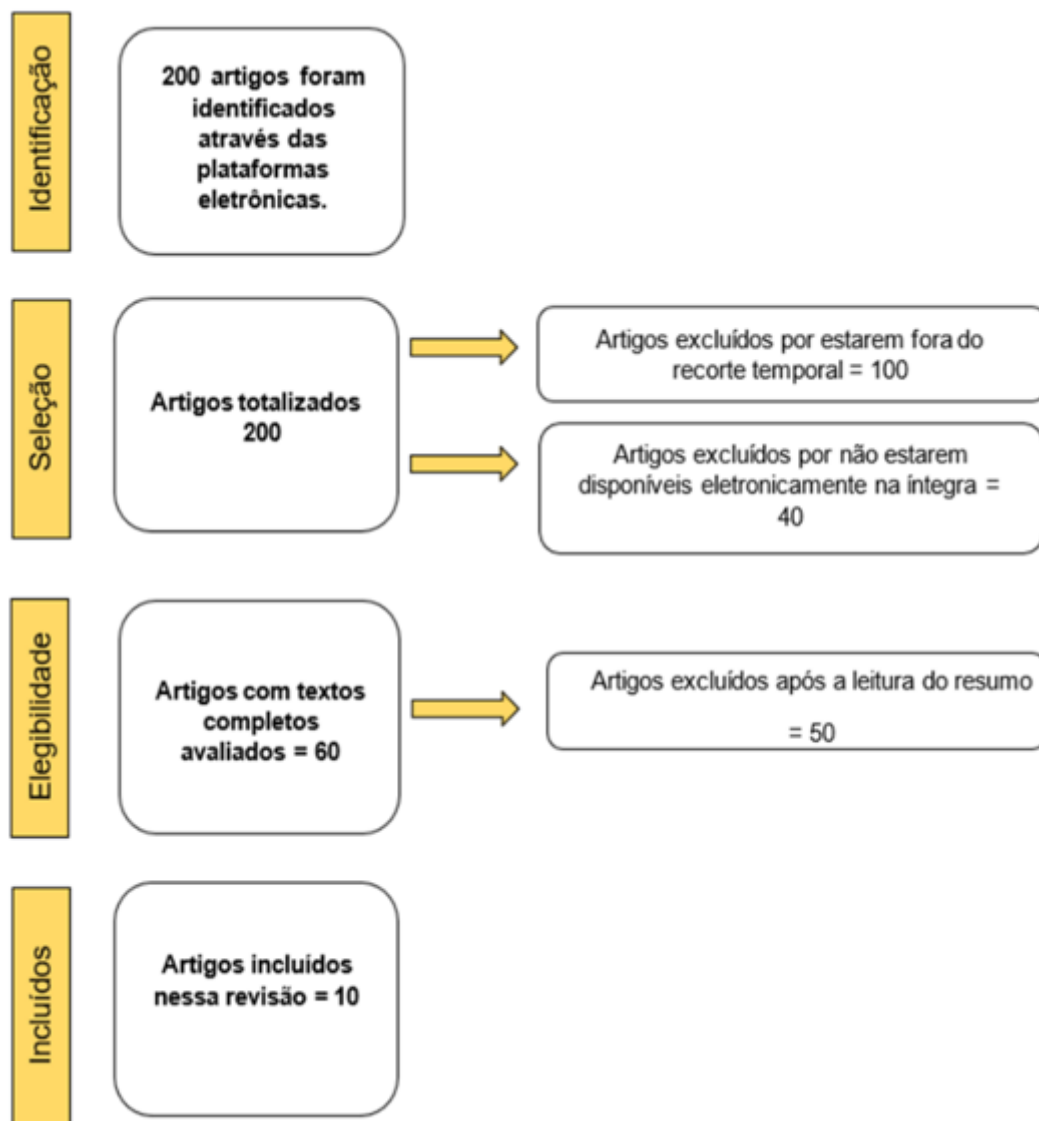 Identificação
200 artigos foram
identificados
através das
plataformas
eletrônicas.
Seleção
Artigos totalizados
200
Artigos excluídos por estarem fora do
recorte temporal = 100
Artigos excluídos por não estarem
disponíveis eletronicamente na íntegra =
40
Elegibilidade
Artigos com textos
completos
avaliados = 60
Artigos excluídos após a leitura do resumo
= 50
Incluídos
Artigos incluídos
nessa revisão = 10